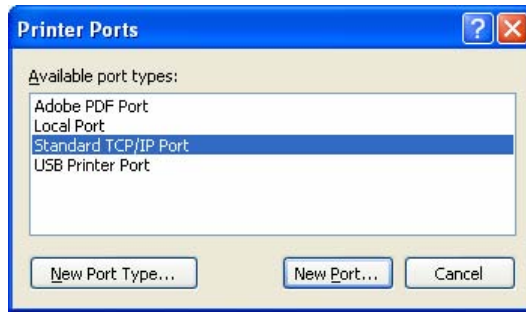 Printer Ports
Available port types:
Adobe PDF Port
Local Port
Standard TCP/IP Port
USB Printer Port
New Port Type... New Port... Cancel